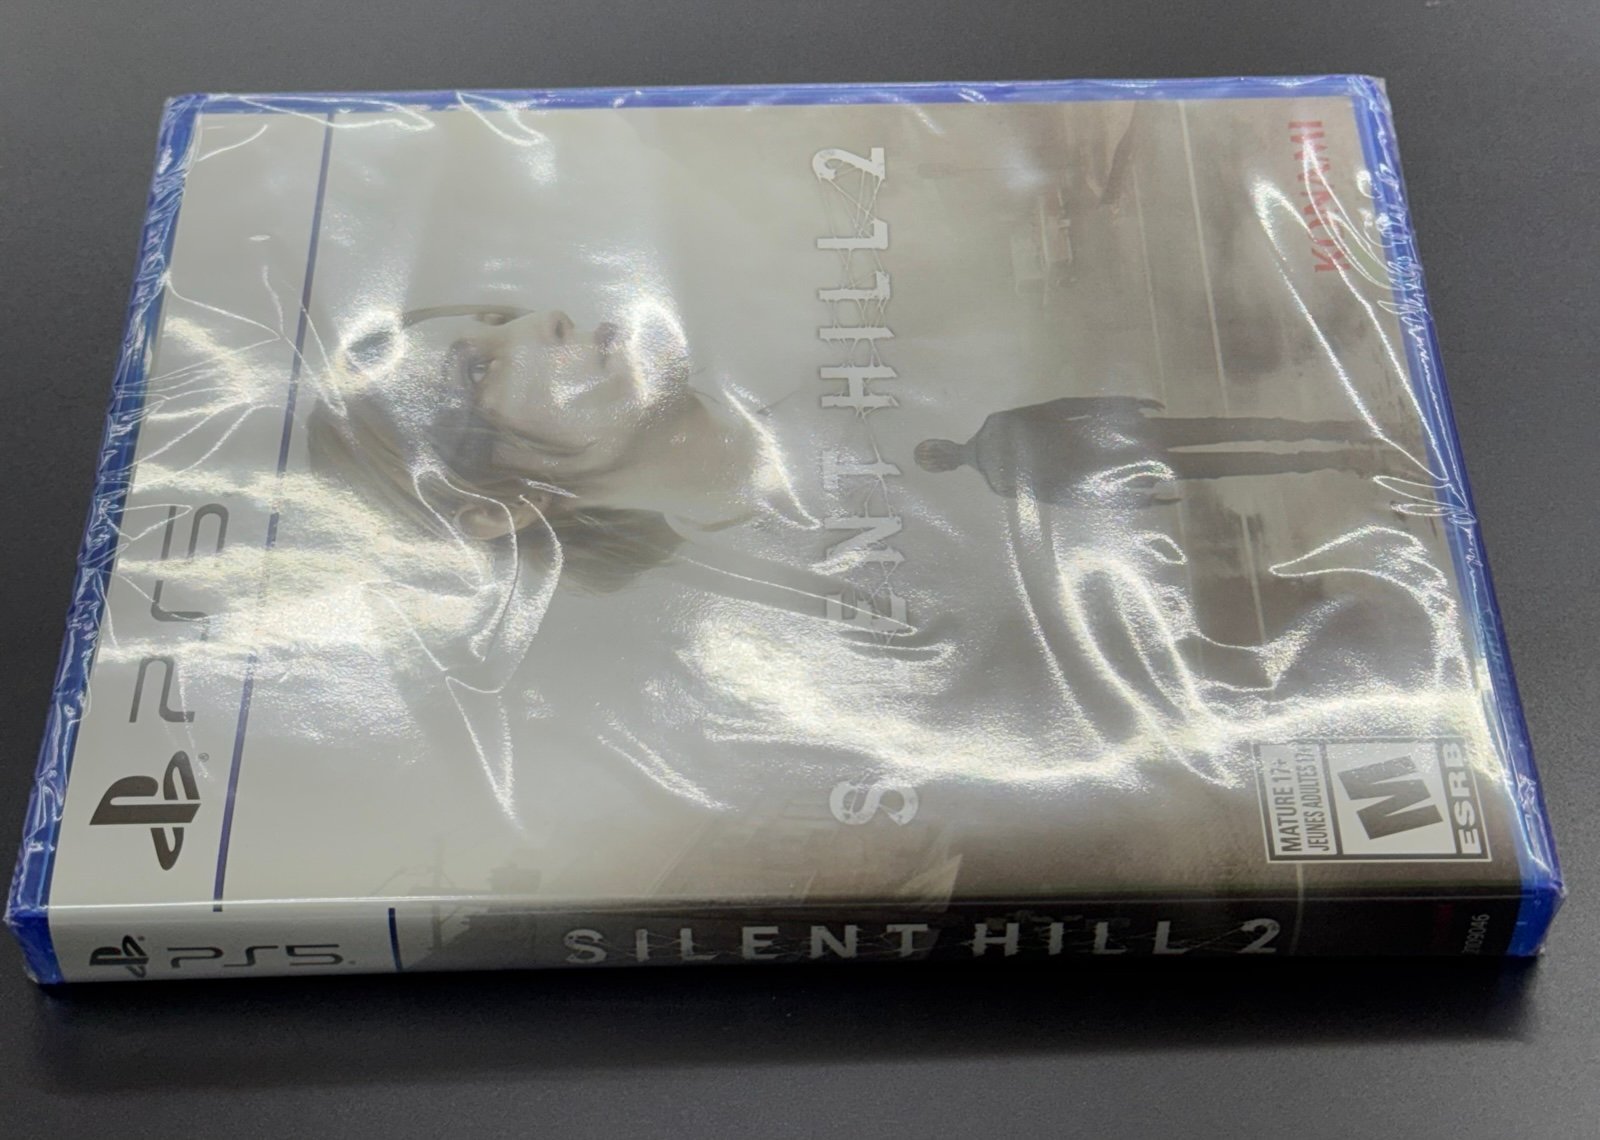 PS5
KONAMI
SILENT HILL 2
MATURE 17+
JEUNES ADULTES 17+
M
ESRB
PS5
SILENT HILL 2